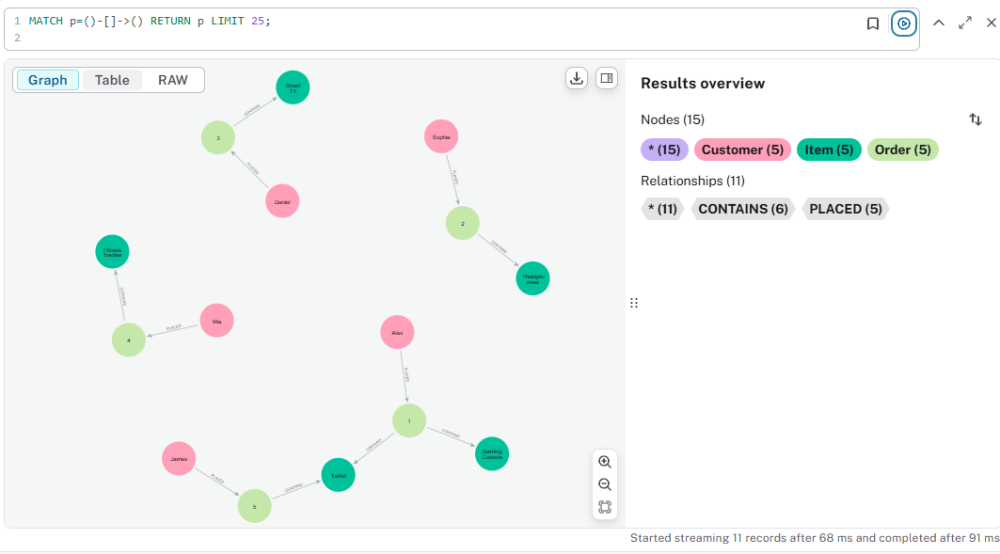 1 MATCH p=()-[]->() RETURN p LIMIT 25;
2
Graph Table RAW
Smart
TV
CONTAINS
3
PLACED
Daniel
Sophia
PLACED
2
CONTAINS
Headph-
ones
Fitness
Tracker
CONTAINS
4
PLACED
Mia
Alex
PLACED
1
CONTAINS
CONTAINS
Gaming
Console
James
PLACED
5
CONTAINS
Tablet
Results overview
Nodes (15)
* (15) Customer (5) Item (5) Order (5)
Relationships (11)
* (11) CONTAINS (6) PLACED (5)
Started streaming 11 records after 68 ms and completed after 91 ms